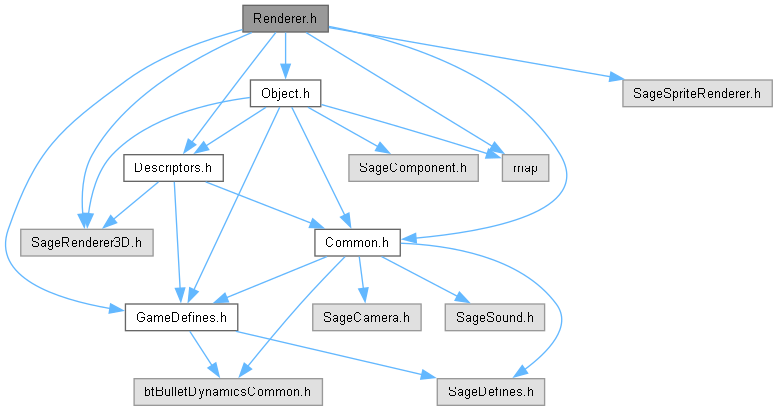 Renderer.h
Object.h
SageSpriteRenderer.h
Descriptors.h
SageComponent.h
map
SageRenderer3D.h
Common.h
GameDefines.h
SageCamera.h
SageSound.h
btBulletDynamicsCommon.h
SageDefines.h